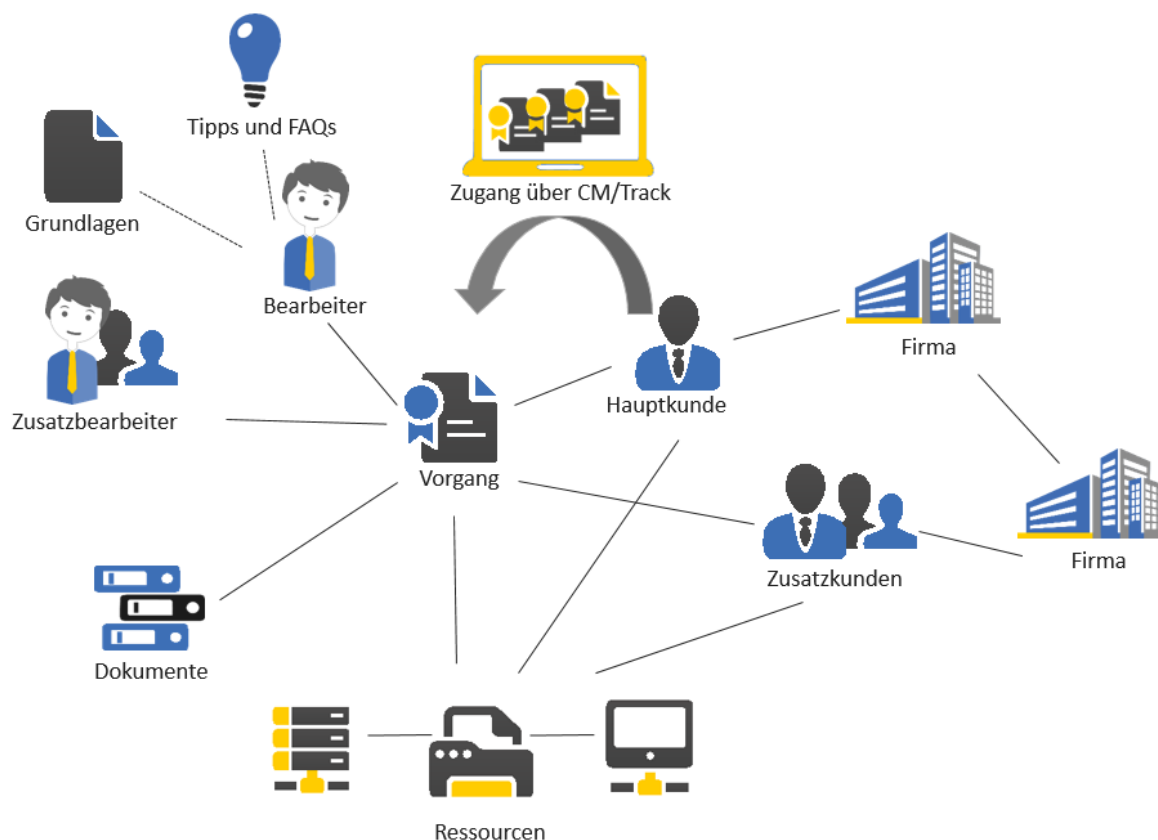 Tipps und FAQs
Zugang über CM/Track
Grundlagen
Bearbeiter
Firma
Zusatzbearbeiter
Hauptkunde
Vorgang
Zusatzkunden
Firma
Dokumente
Ressourcen